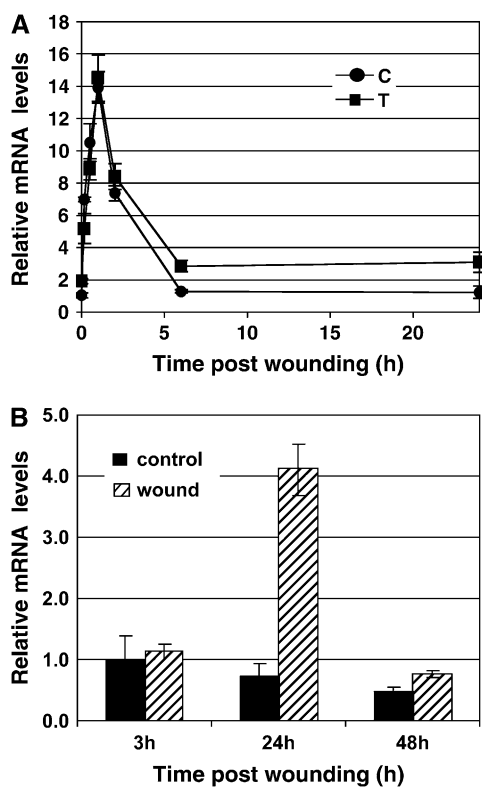 A
Relative mRNA levels
18
16
14
12
10
8
6
4
2
0
C
T
0
5
10
15
20
Time post wounding (h)
B
Relative mRNA levels
5.0
4.0
3.0
2.0
1.0
0.0
control
wound
3h
24h
48h
Time post wounding (h)